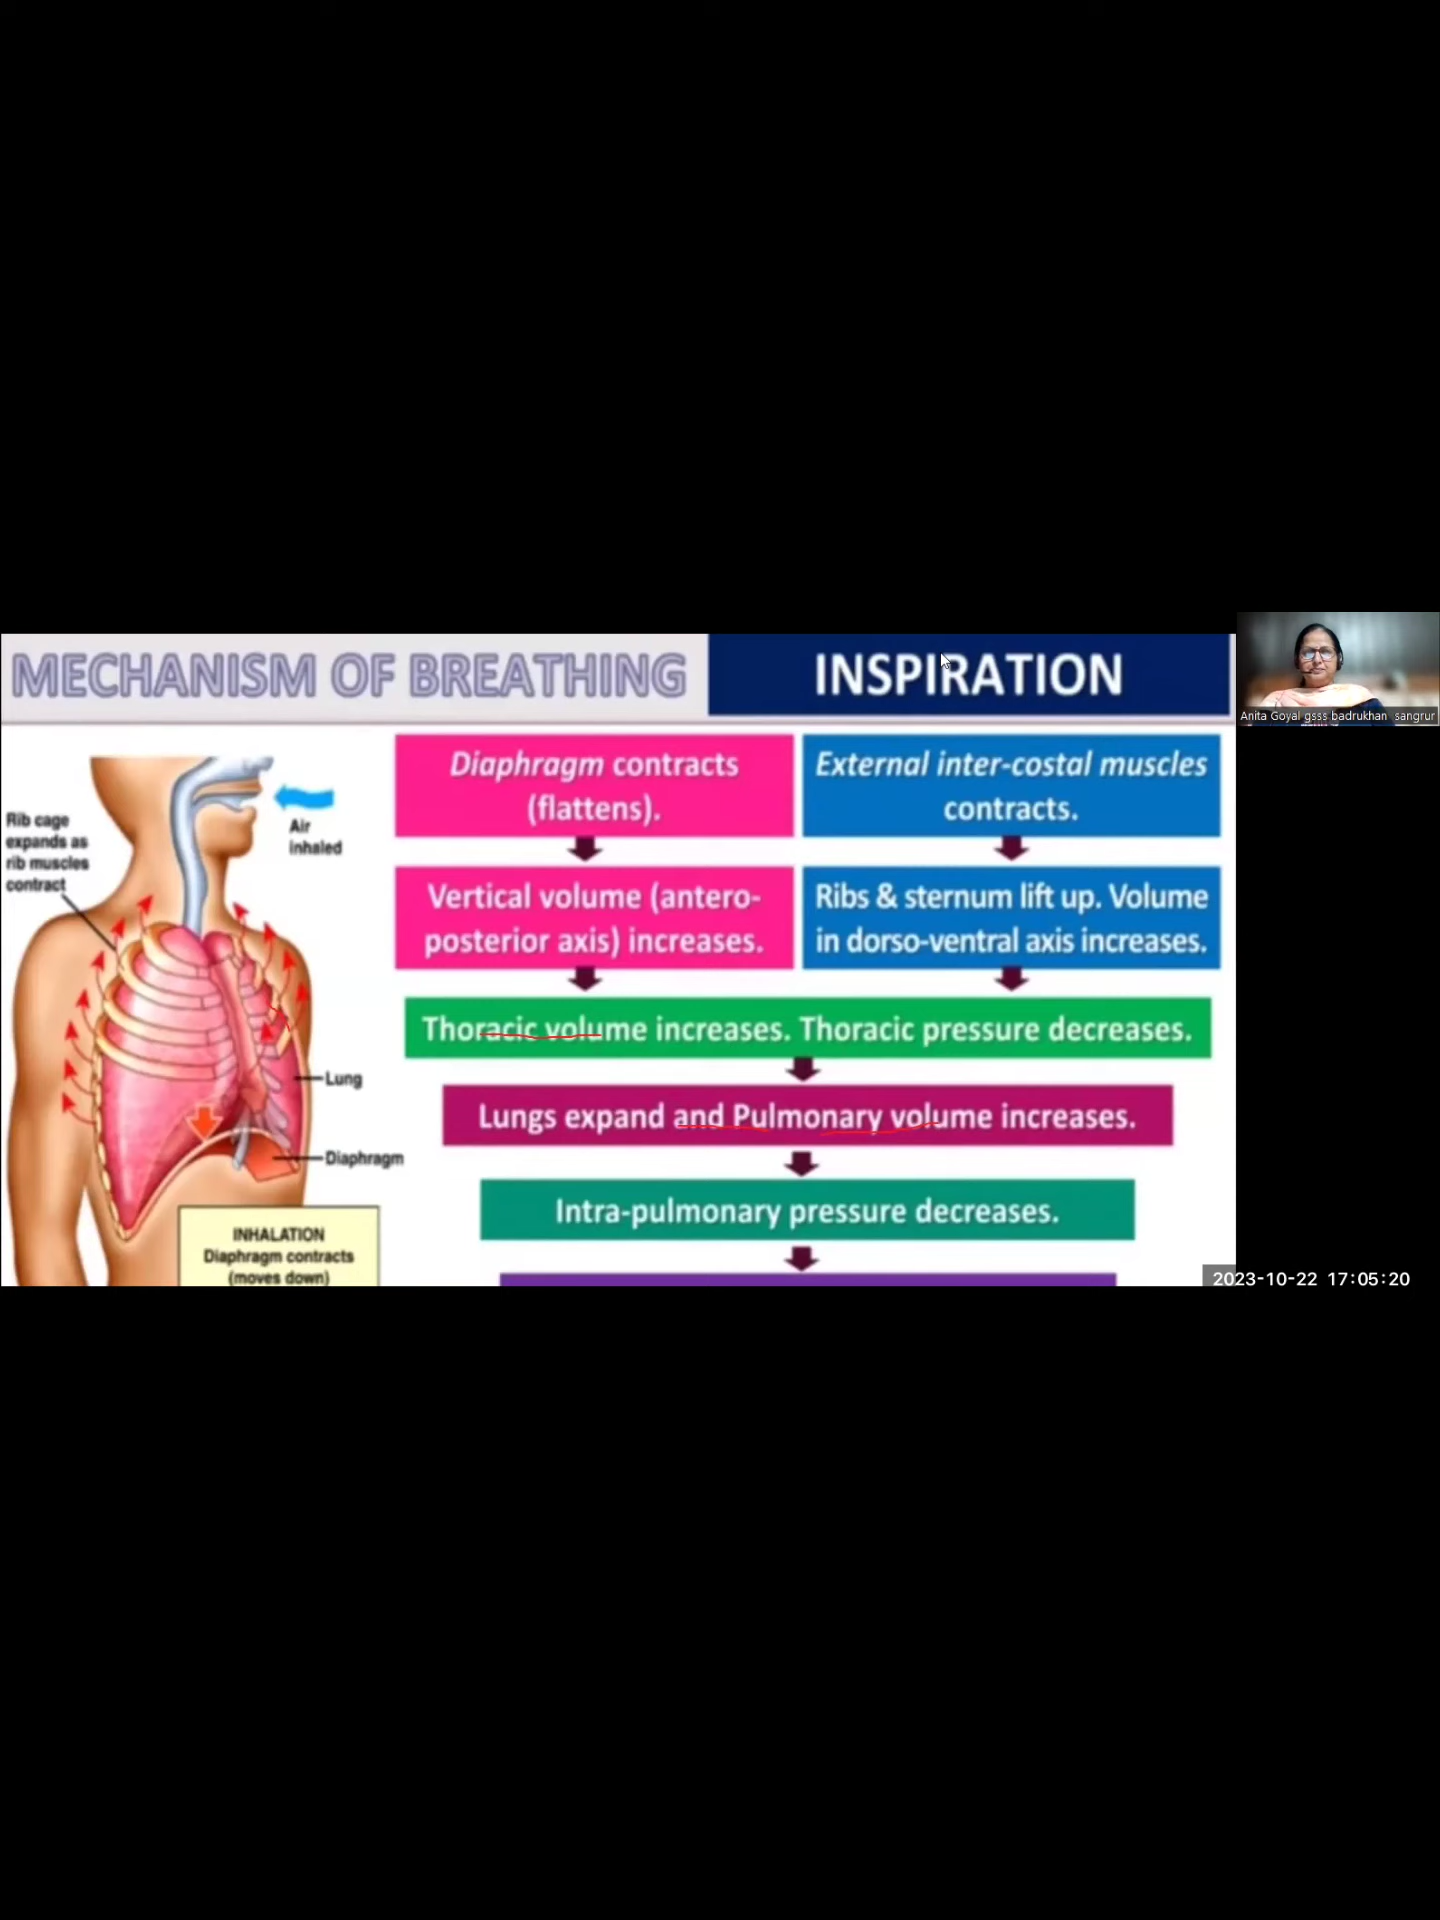 MECHANISM OF BREATHING
INSPIRATION
Anita Goyal gsss badrukhan sangrur
Diaphragm contracts
(flattens).
External inter-costal muscles
contracts.
Rib cage
expands as
rib muscles
contract
Air
inhaled
Vertical volume (antero-
posterior axis) increases.
Ribs & sternum lift up. Volume
in dorso-ventral axis increases.
Thoracic volume increases. Thoracic pressure decreases.
Lung
Lungs expand and Pulmonary volume increases.
Diaphragm
Intra-pulmonary pressure decreases.
INHALATION
Diaphragm contracts
(moves down)
2023-10-22 17:05:20